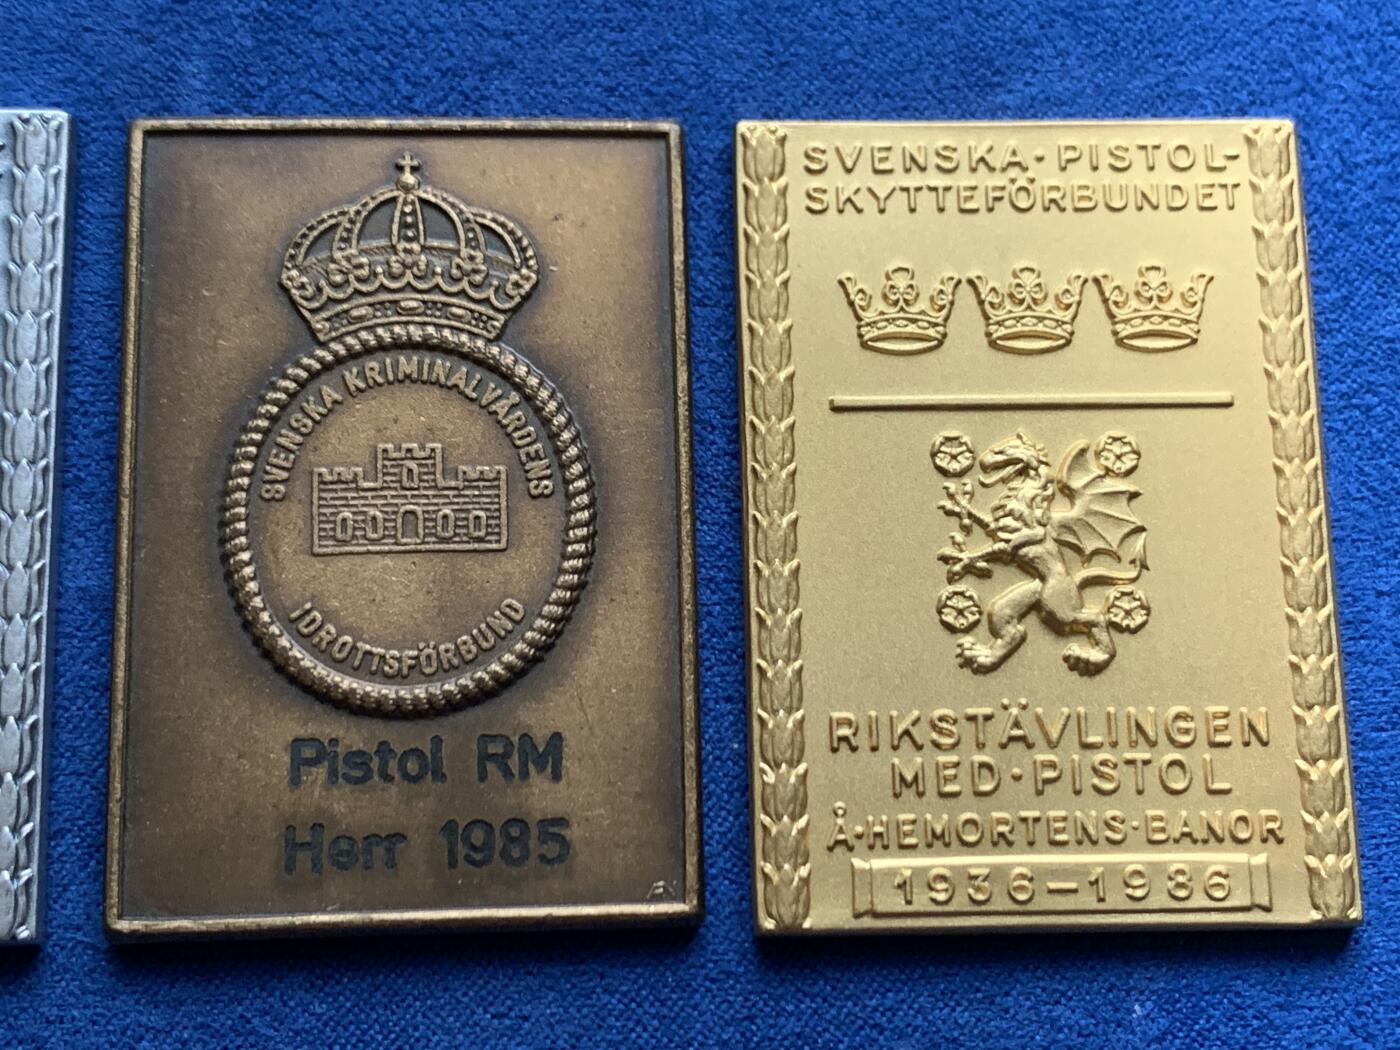 SVENSKA KRIMINALVÅRDENS
IDROTTSFÖRBUND
Pistol RM
Herr 1985
SVENSKA·PISTOL-
SKYTTEFÖRBUNDET
RIKSTÄVLINGEN
MED·PISTOL
Å·HEMORTENS·BANOR
1936–1986